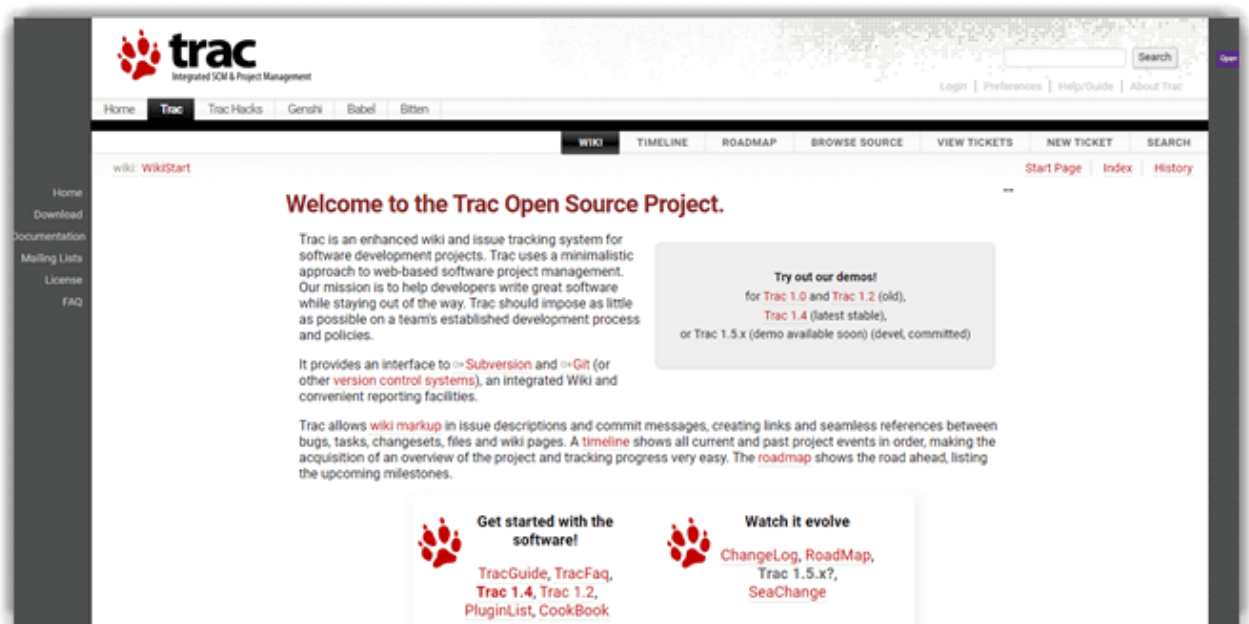 trac
Integrated SCM & Project Management
Search
Login | Preferences | Help/Guide | About Trac
Home Trac Trac Hacks Genshi Babel Bitten
WIKI TIMELINE ROADMAP BROWSE SOURCE VIEW TICKETS NEW TICKET SEARCH
wiki: WikiStart
Start Page Index History
Open
Home
Download
Documentation
Mailing Lists
License
FAQ
Welcome to the Trac Open Source Project.
Trac is an enhanced wiki and issue tracking system for
software development projects. Trac uses a minimalistic
approach to web-based software project management.
Our mission is to help developers write great software
while staying out of the way. Trac should impose as little
as possible on a team's established development process
and policies.
Try out our demos!
for Trac 1.0 and Trac 1.2 (old),
Trac 1.4 (latest stable),
or Trac 1.5.x (demo available soon) (devel, committed)
It provides an interface to Subversion and Git (or
other version control systems), an integrated Wiki and
convenient reporting facilities.
Trac allows wiki markup in issue descriptions and commit messages, creating links and seamless references between
bugs, tasks, changesets, files and wiki pages. A timeline shows all current and past project events in order, making the
acquisition of an overview of the project and tracking progress very easy. The roadmap shows the road ahead, listing
the upcoming milestones.
Get started with the
software!
TracGuide, TracFaq,
Trac 1.4, Trac 1.2,
PluginList, CookBook
Watch it evolve
ChangeLog, RoadMap,
Trac 1.5.x?,
SeaChange